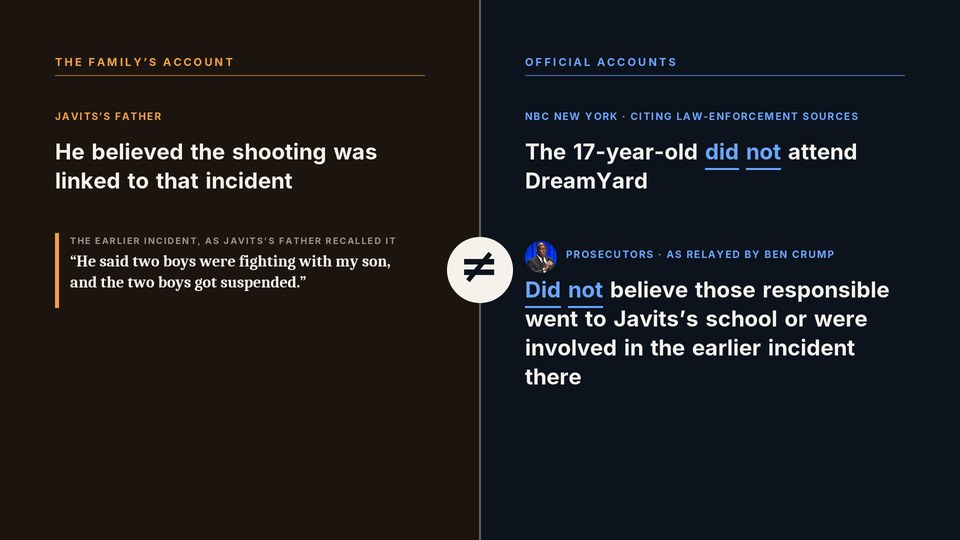 THE FAMILY’S ACCOUNT
JAVITS’S FATHER
He believed the shooting was
linked to that incident
THE EARLIER INCIDENT, AS JAVITS’S FATHER RECALLED IT
“He said two boys were fighting with my son,
and the two boys got suspended.”
≠
OFFICIAL ACCOUNTS
NBC NEW YORK · CITING LAW-ENFORCEMENT SOURCES
The 17-year-old did not attend
DreamYard
PROSECUTORS · AS RELAYED BY BEN CRUMP
Did not believe those responsible
went to Javits’s school or were
involved in the earlier incident
there